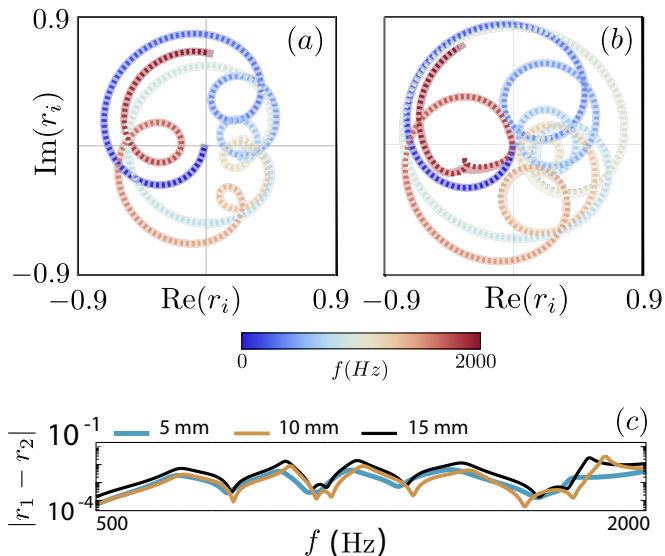 0.9 (a) (b)
Im(r_i)
−0.9
−0.9 Re(r_i) 0.9 −0.9 Re(r_i) 0.9
0 2000
f(Hz)
5 mm 10 mm 15 mm (c)
10^-1
|r_1 − r_2|
10^-4
500 2000
f (Hz)